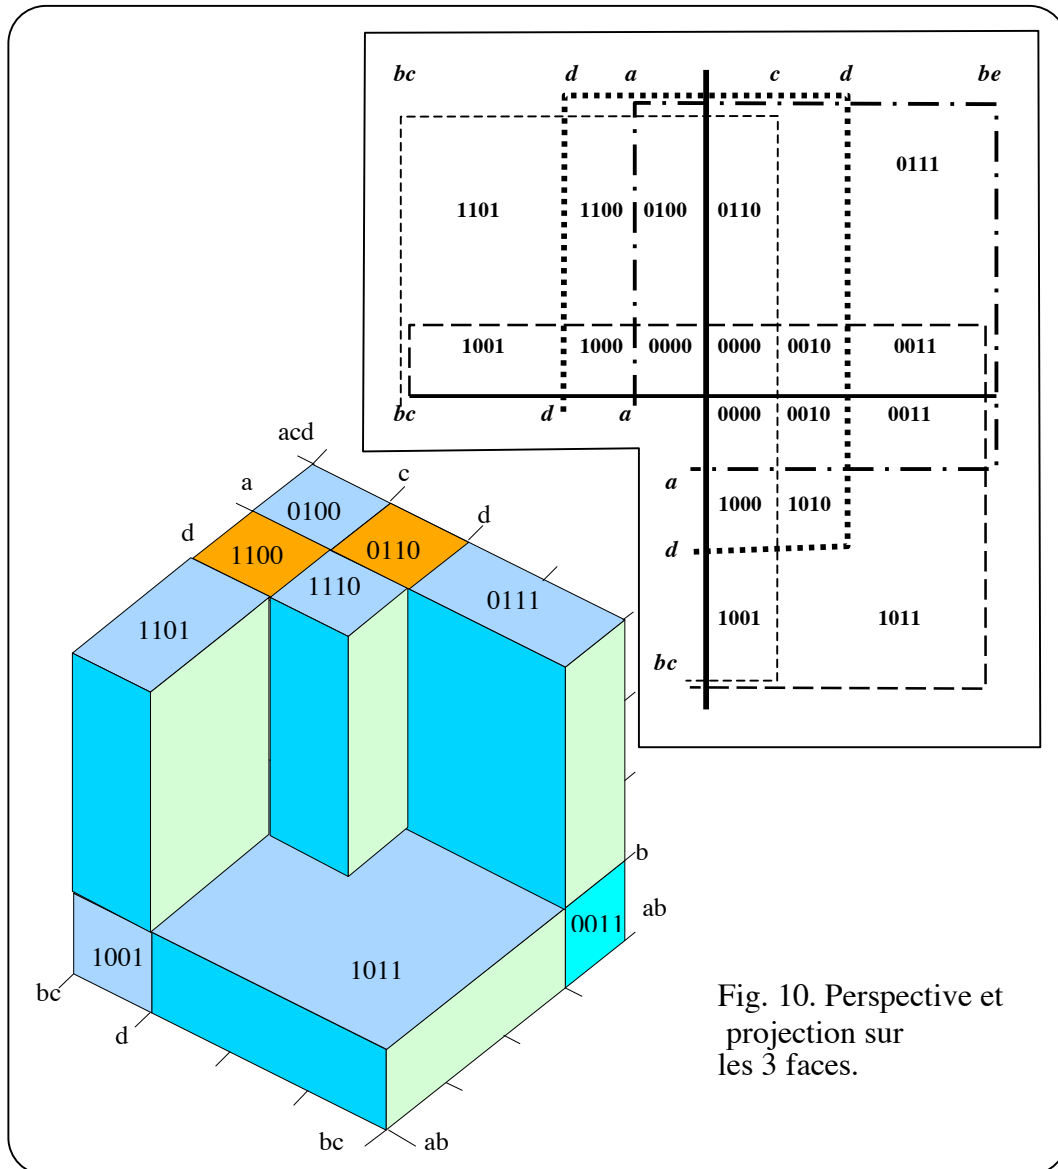 bc d a c d be
0111
1101 1100 0100 0110
1001 1000 0000 0000 0010 0011
bc d a 0000 0010 0011
a
1000 1010
d
1001 1011
bc
acd
a c
0100
d d
1100 0110
1110 0111
1101
b
ab
0011
1001 1011
bc
d
bc ab
Fig. 10. Perspective et
projection sur
les 3 faces.